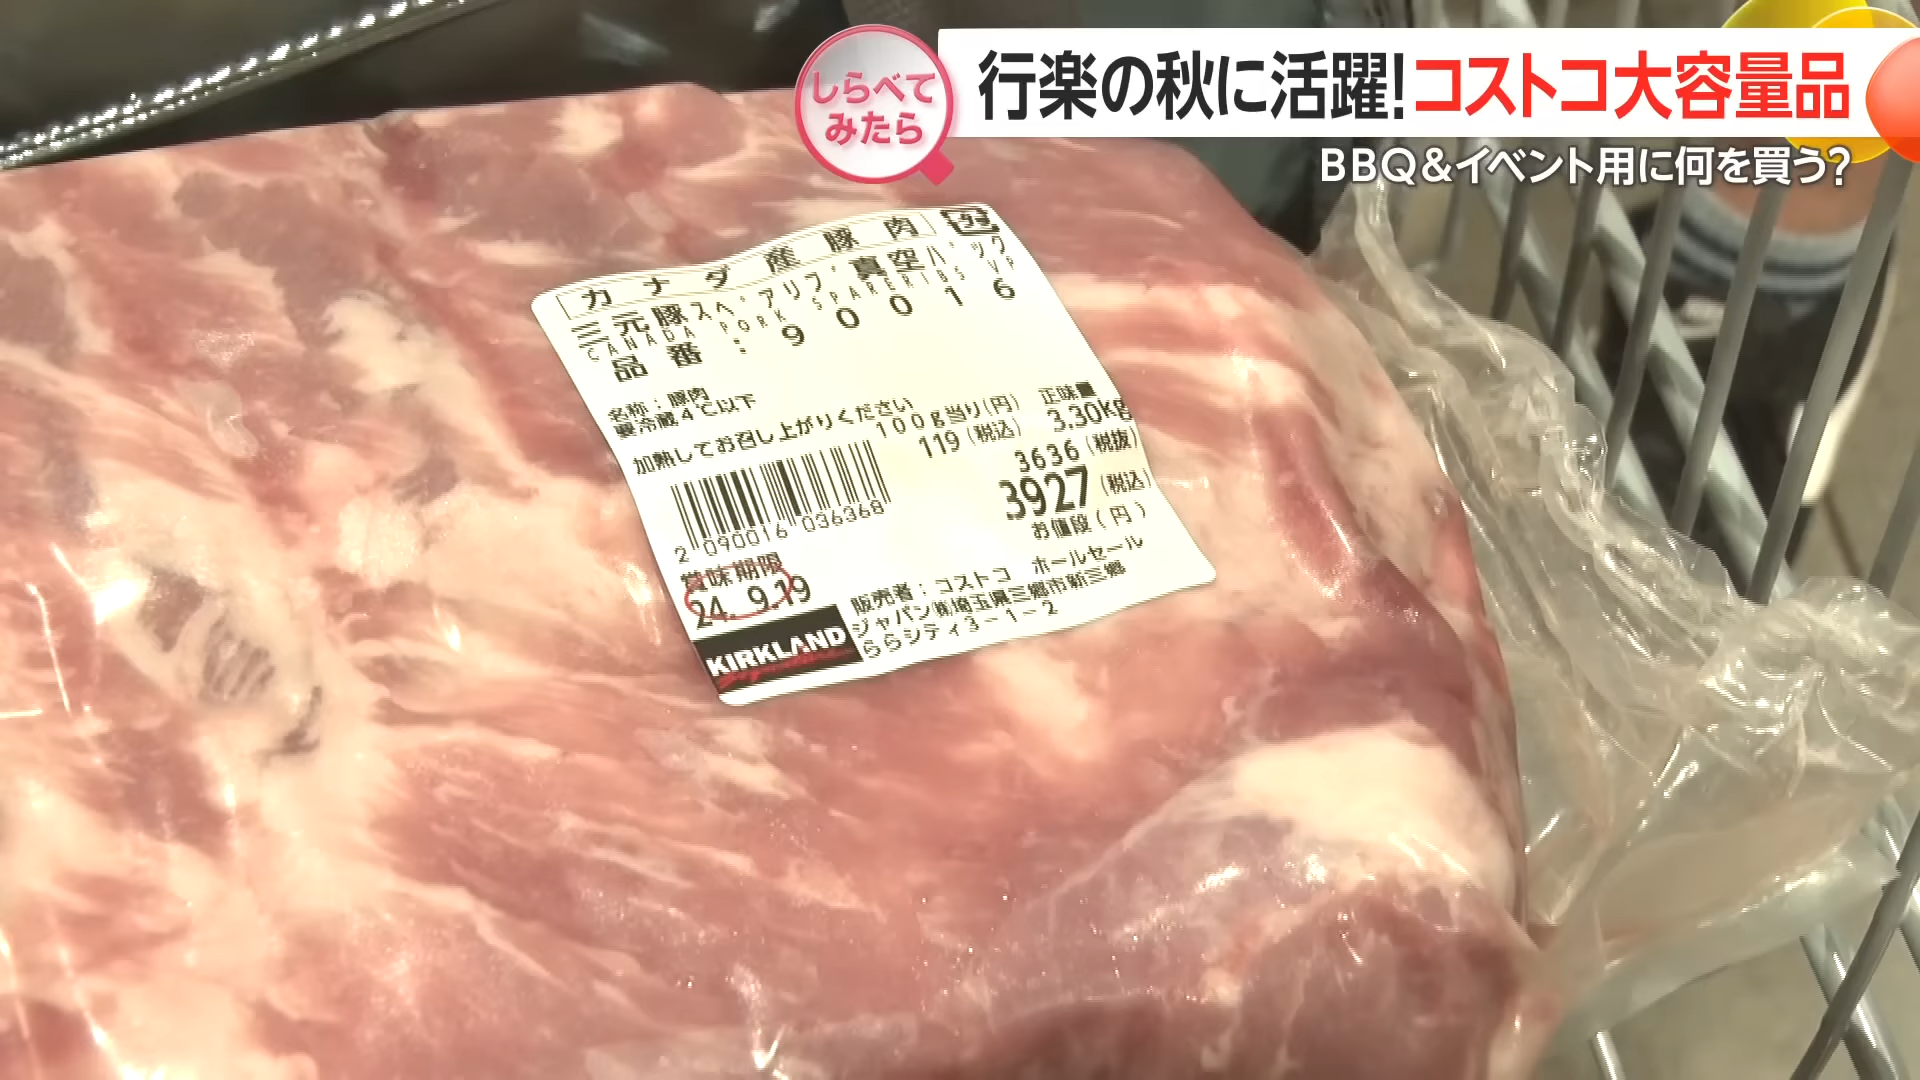 しらべて
みたら
行楽の秋に活躍!コストコ大容量品
BBQ&イベント用に何を買う?
カナダ産豚肉
三元豚スペアリブ真空パック
CANADA PORK SPARERIBS VP
品番:90016
名称:豚肉
要冷蔵4℃以下
加熱してお召し上がりください
100g当り(円) 正味量
119(税込) 3.30kg
3636(税抜)
3927(税込)
お値段(円)
2 090016 036368
賞味期限
24. 9.19
販売者:コストコ ホールセール
ジャパン㈱埼玉県三郷市新三郷
ららシティ3-1-2
KIRKLAND
Signature